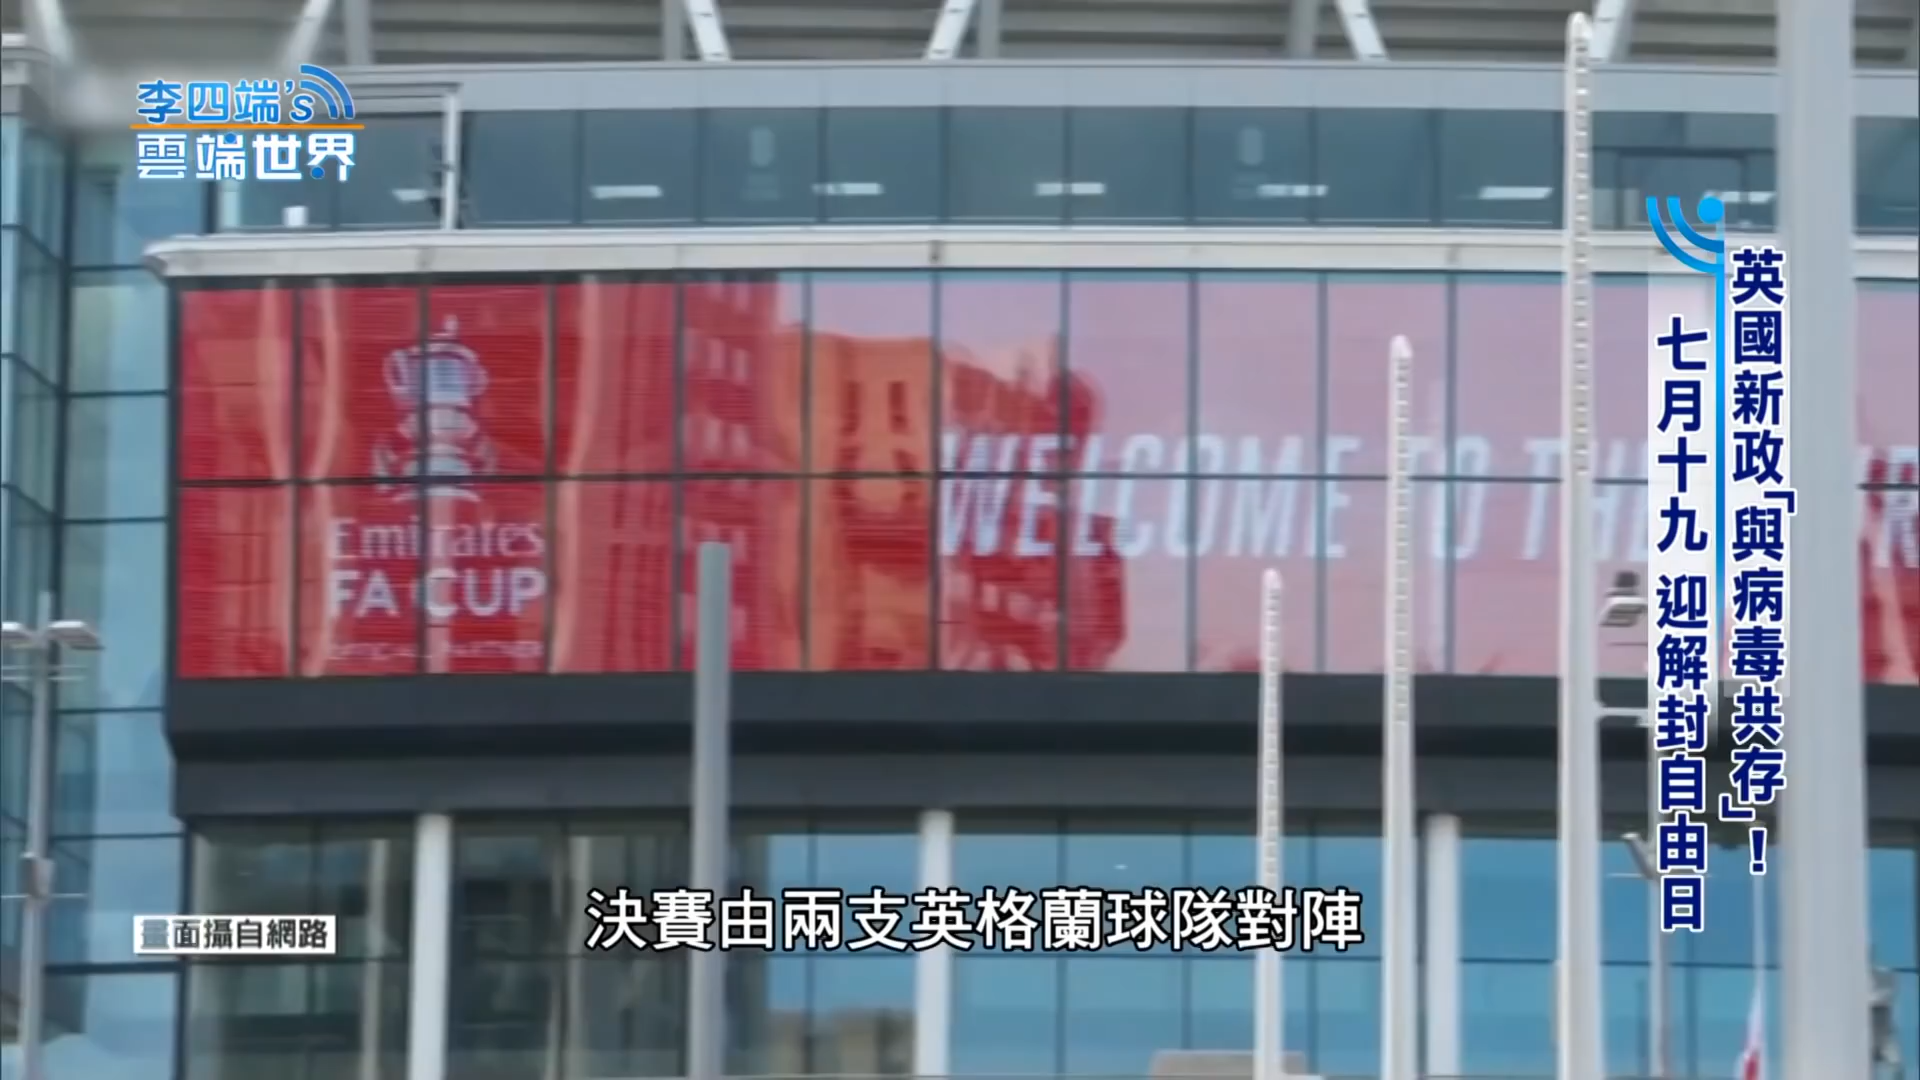 李四端's
雲端世界
英國新政「與病毒共存」！
七月十九 迎解封自由日
Emirates
FA CUP
WELCOME TO THE
決賽由兩支英格蘭球隊對陣
畫面攝自網路